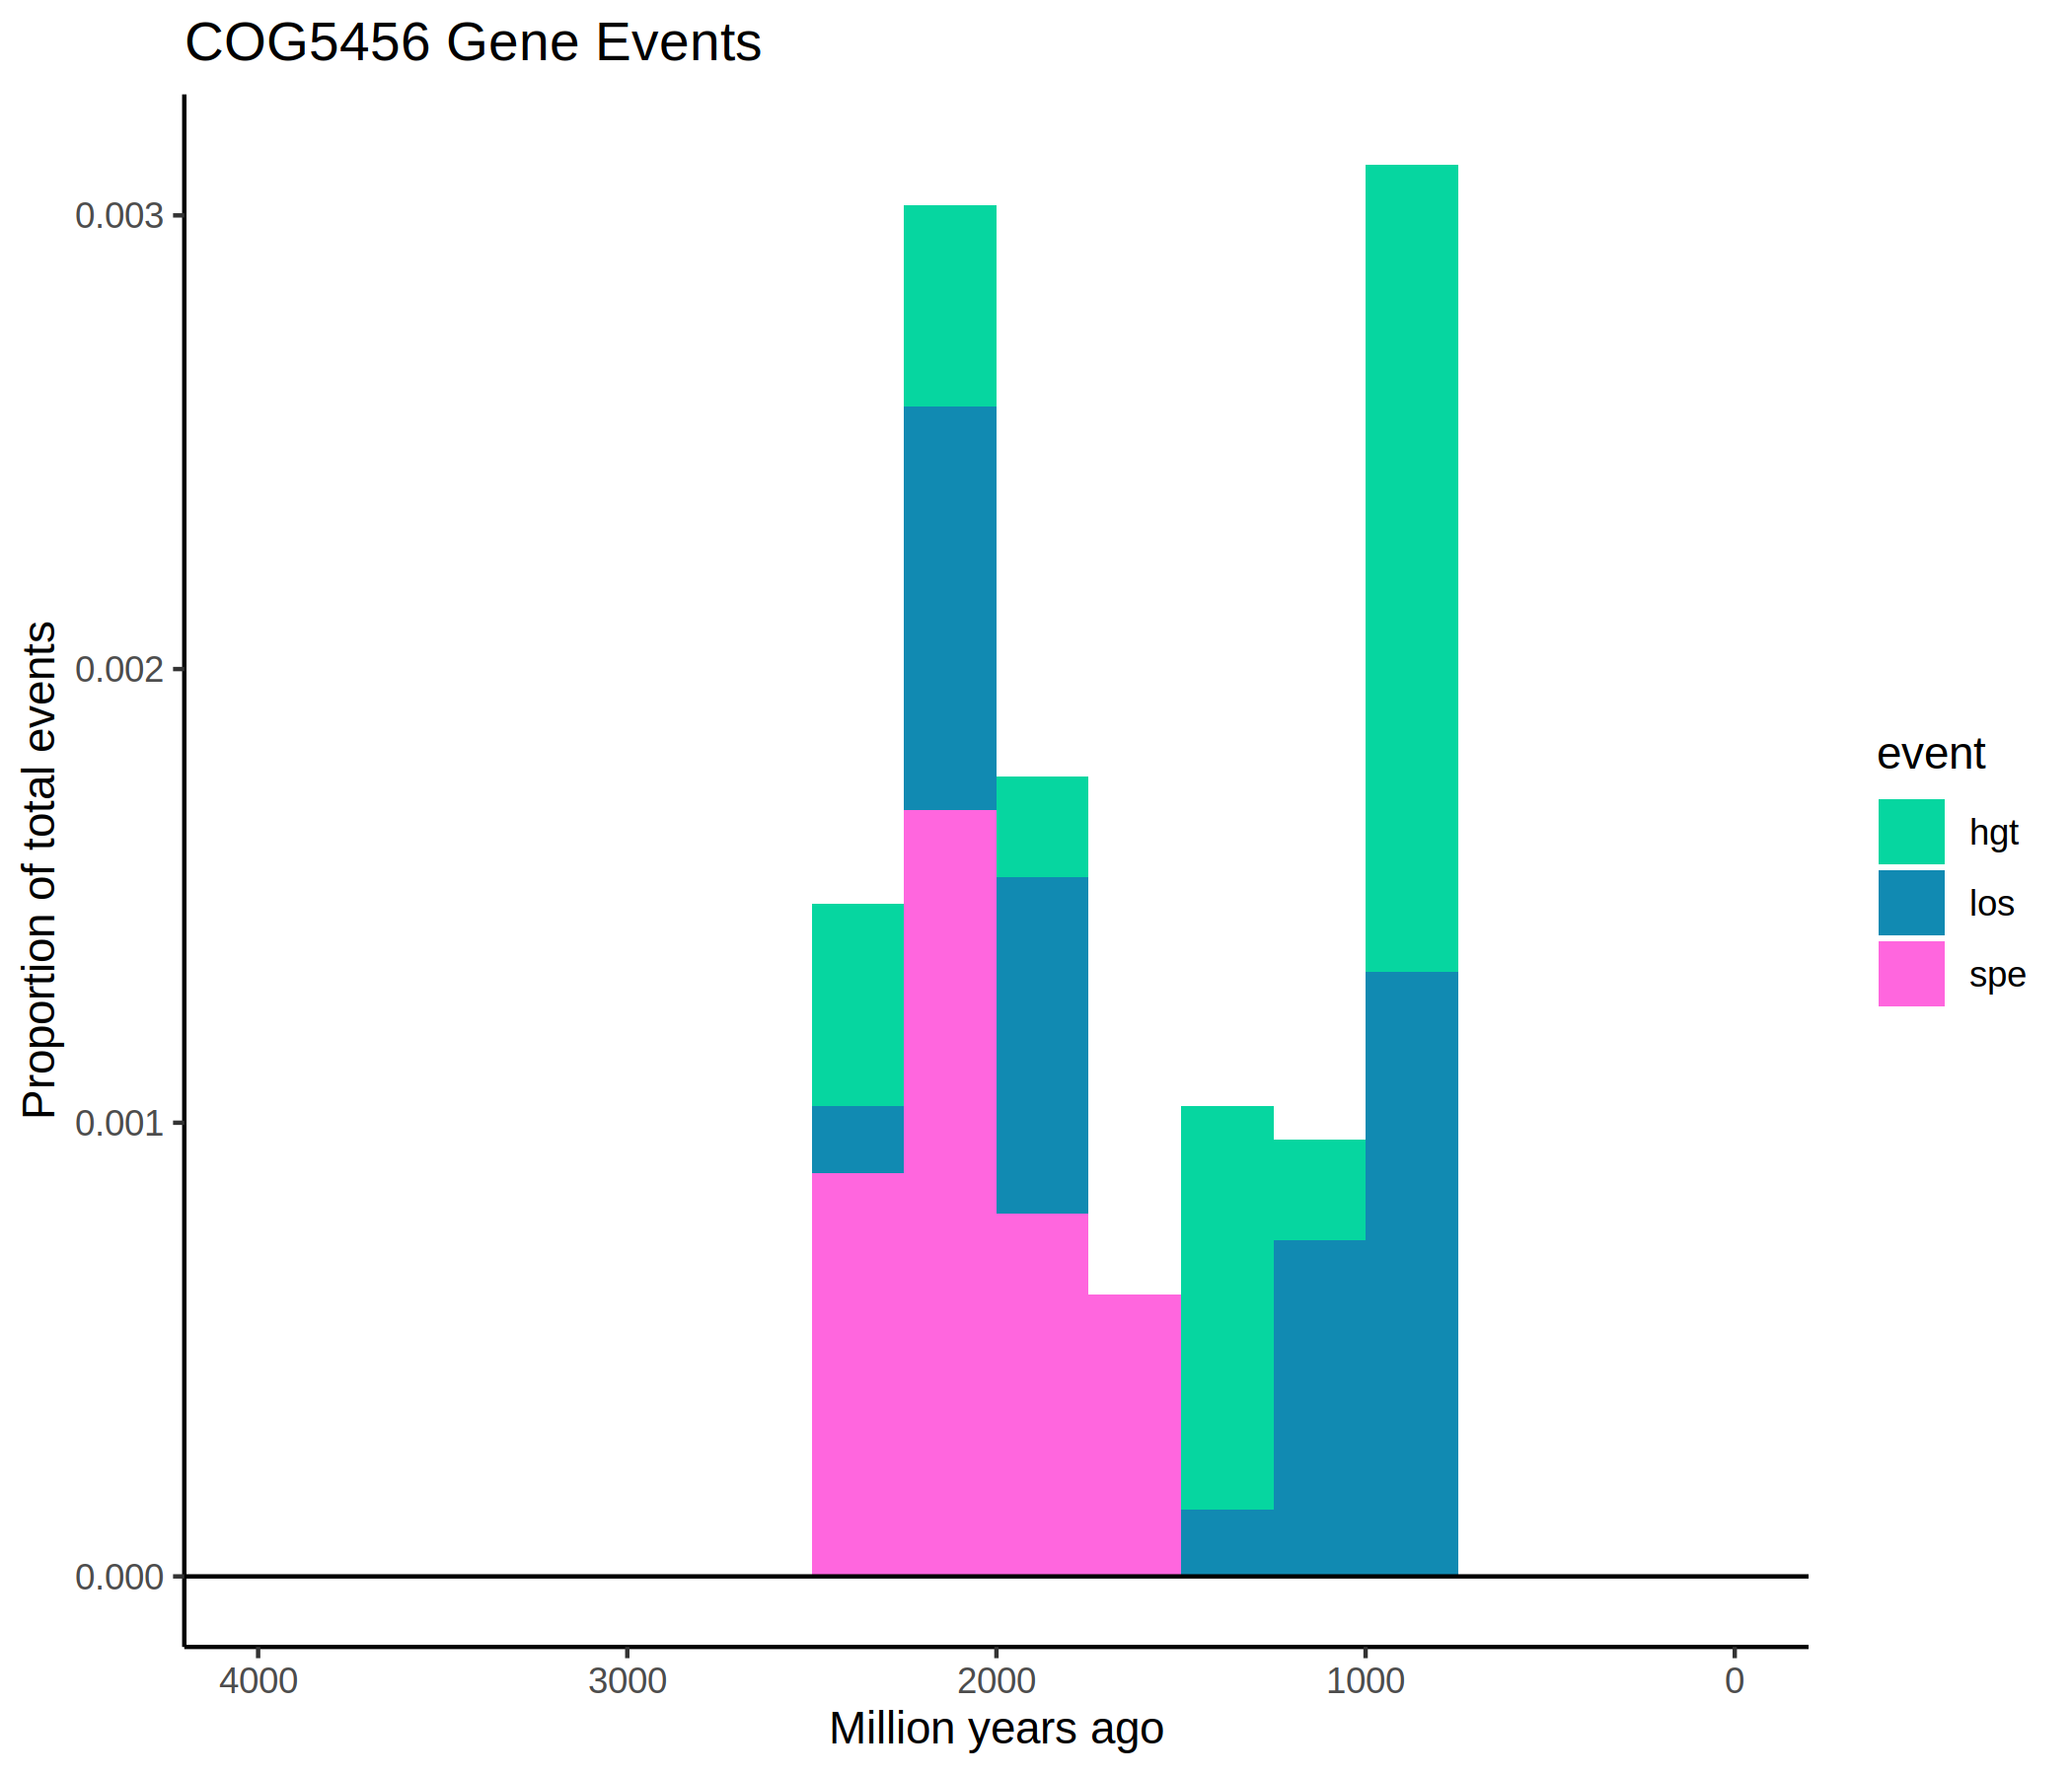 COG5456 Gene Events
Proportion of total events
0.003
0.002
0.001
0.000
4000 3000 2000 1000 0
Million years ago
event
hgt
los
spe